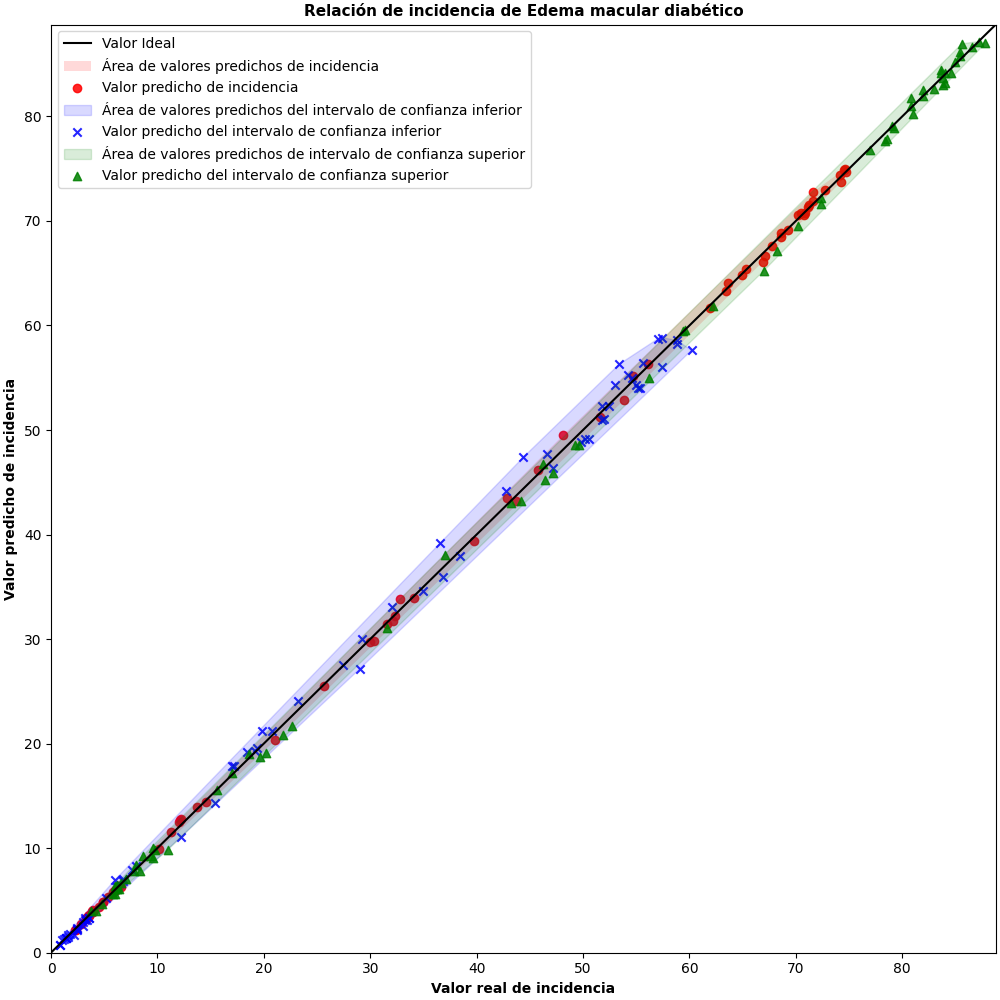 Relación de incidencia de Edema macular diabético
Valor Ideal
Área de valores predichos de incidencia
Valor predicho de incidencia
Área de valores predichos del intervalo de confianza inferior
Valor predicho del intervalo de confianza inferior
Área de valores predichos de intervalo de confianza superior
Valor predicho del intervalo de confianza superior
Valor predicho de incidencia
80
70
60
50
40
30
20
10
0
0 10 20 30 40 50 60 70 80
Valor real de incidencia